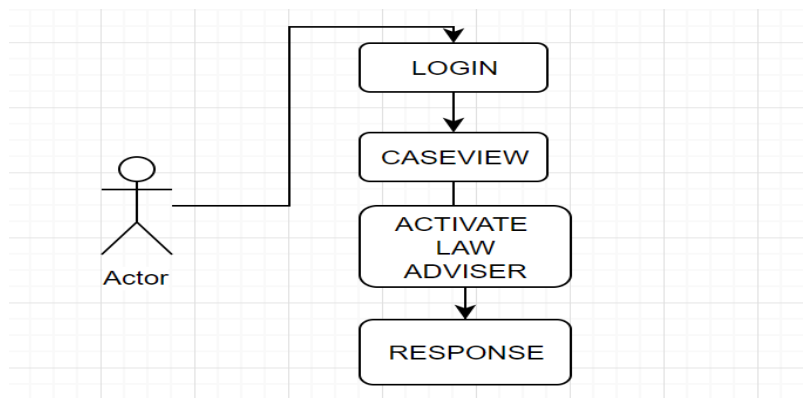 LOGIN
CASEVIEW
ACTIVATE
LAW
ADVISER
Actor
RESPONSE